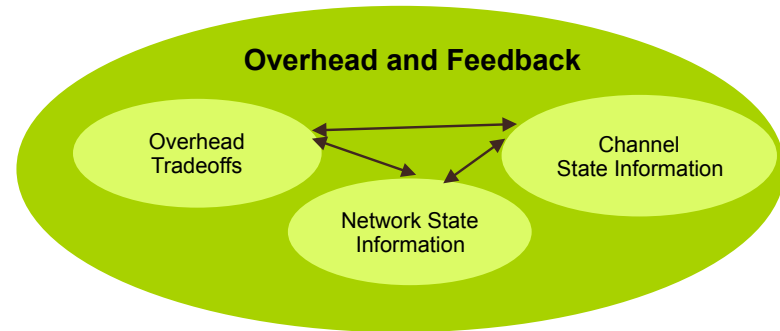 Overhead and Feedback
Overhead
Tradeoffs
Channel
State Information
Network State
Information